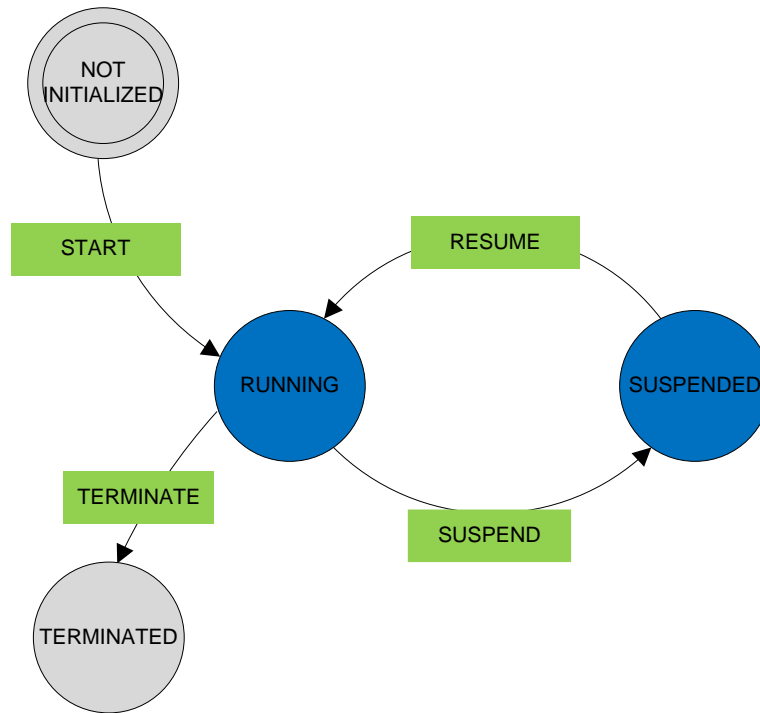 NOT
INITIALIZED
START
RESUME
RUNNING
SUSPENDED
TERMINATE
SUSPEND
TERMINATED